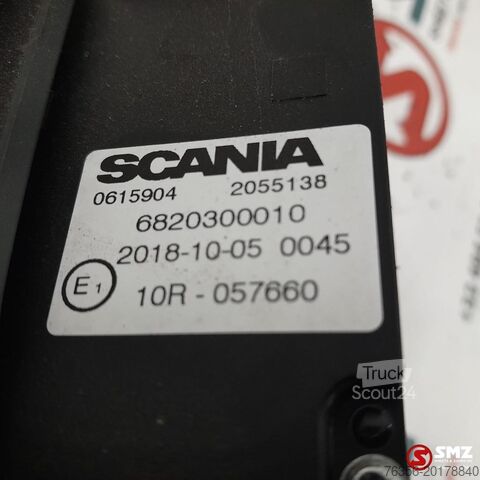 SCANIA
0615904 2055138
6820300010
2018-10-05 0045
E1 10R - 057660
Truck
Scout24
SMZ
76356-20178840